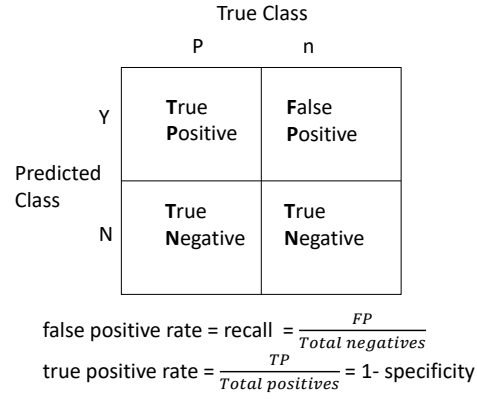 True Class
P n
Y
True
Positive
False
Positive
Predicted
Class
N
True
Negative
True
Negative
false positive rate = recall = FP / Total negatives
true positive rate = TP / Total positives = 1- specificity